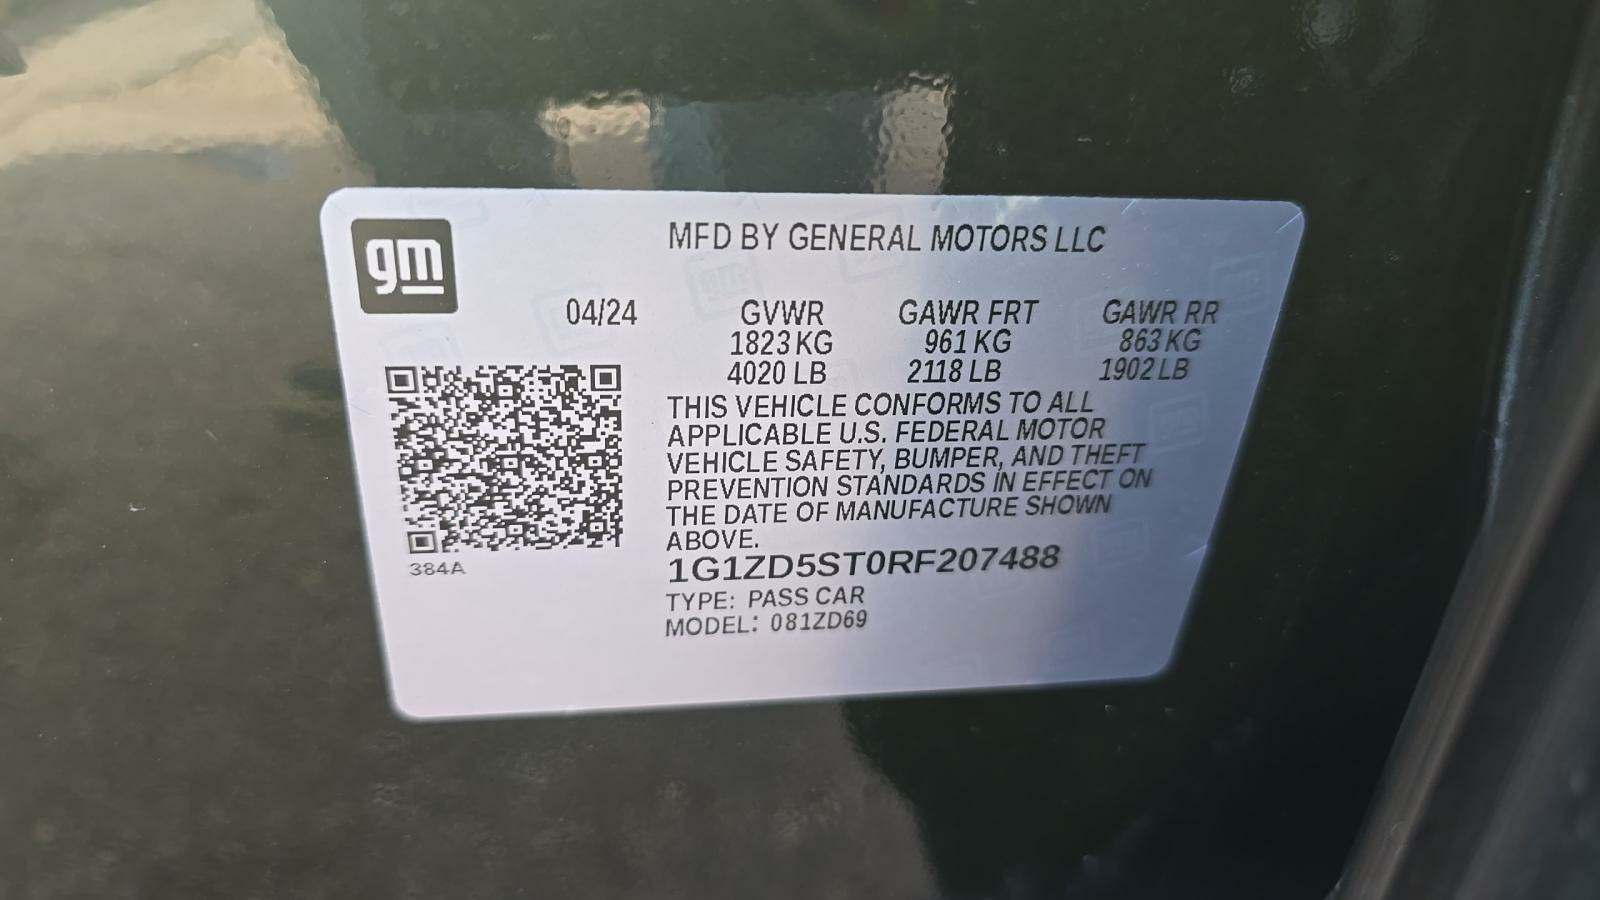 gm
MFD BY GENERAL MOTORS LLC
04/24 GVWR GAWR FRT GAWR RR
1823 KG 961 KG 863 KG
4020 LB 2118 LB 1902 LB
THIS VEHICLE CONFORMS TO ALL
APPLICABLE U.S. FEDERAL MOTOR
VEHICLE SAFETY, BUMPER, AND THEFT
PREVENTION STANDARDS IN EFFECT ON
THE DATE OF MANUFACTURE SHOWN
ABOVE.
384A
1G1ZD5ST0RF207488
TYPE: PASS CAR
MODEL: 081ZD69